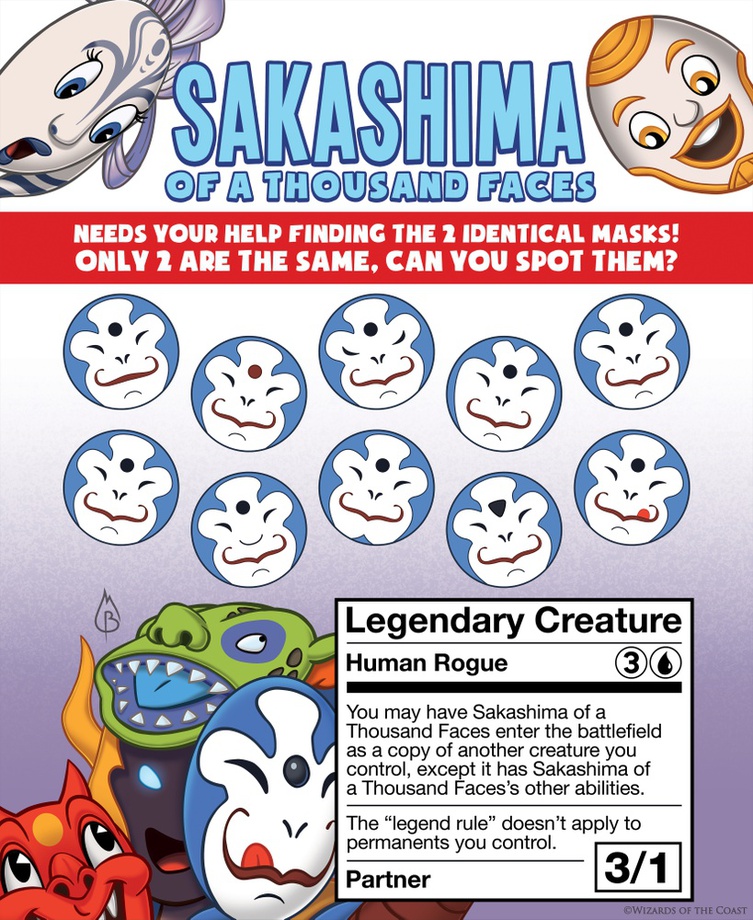 SAKASHIMA
OF A THOUSAND FACES
NEEDS YOUR HELP FINDING THE 2 IDENTICAL MASKS!
ONLY 2 ARE THE SAME, CAN YOU SPOT THEM?
MB
Legendary Creature
Human Rogue 3
You may have Sakashima of a
Thousand Faces enter the battlefield
as a copy of another creature you
control, except it has Sakashima of
a Thousand Faces's other abilities.
The “legend rule” doesn't apply to
permanents you control.
Partner
3/1
©WIZARDS OF THE COAST